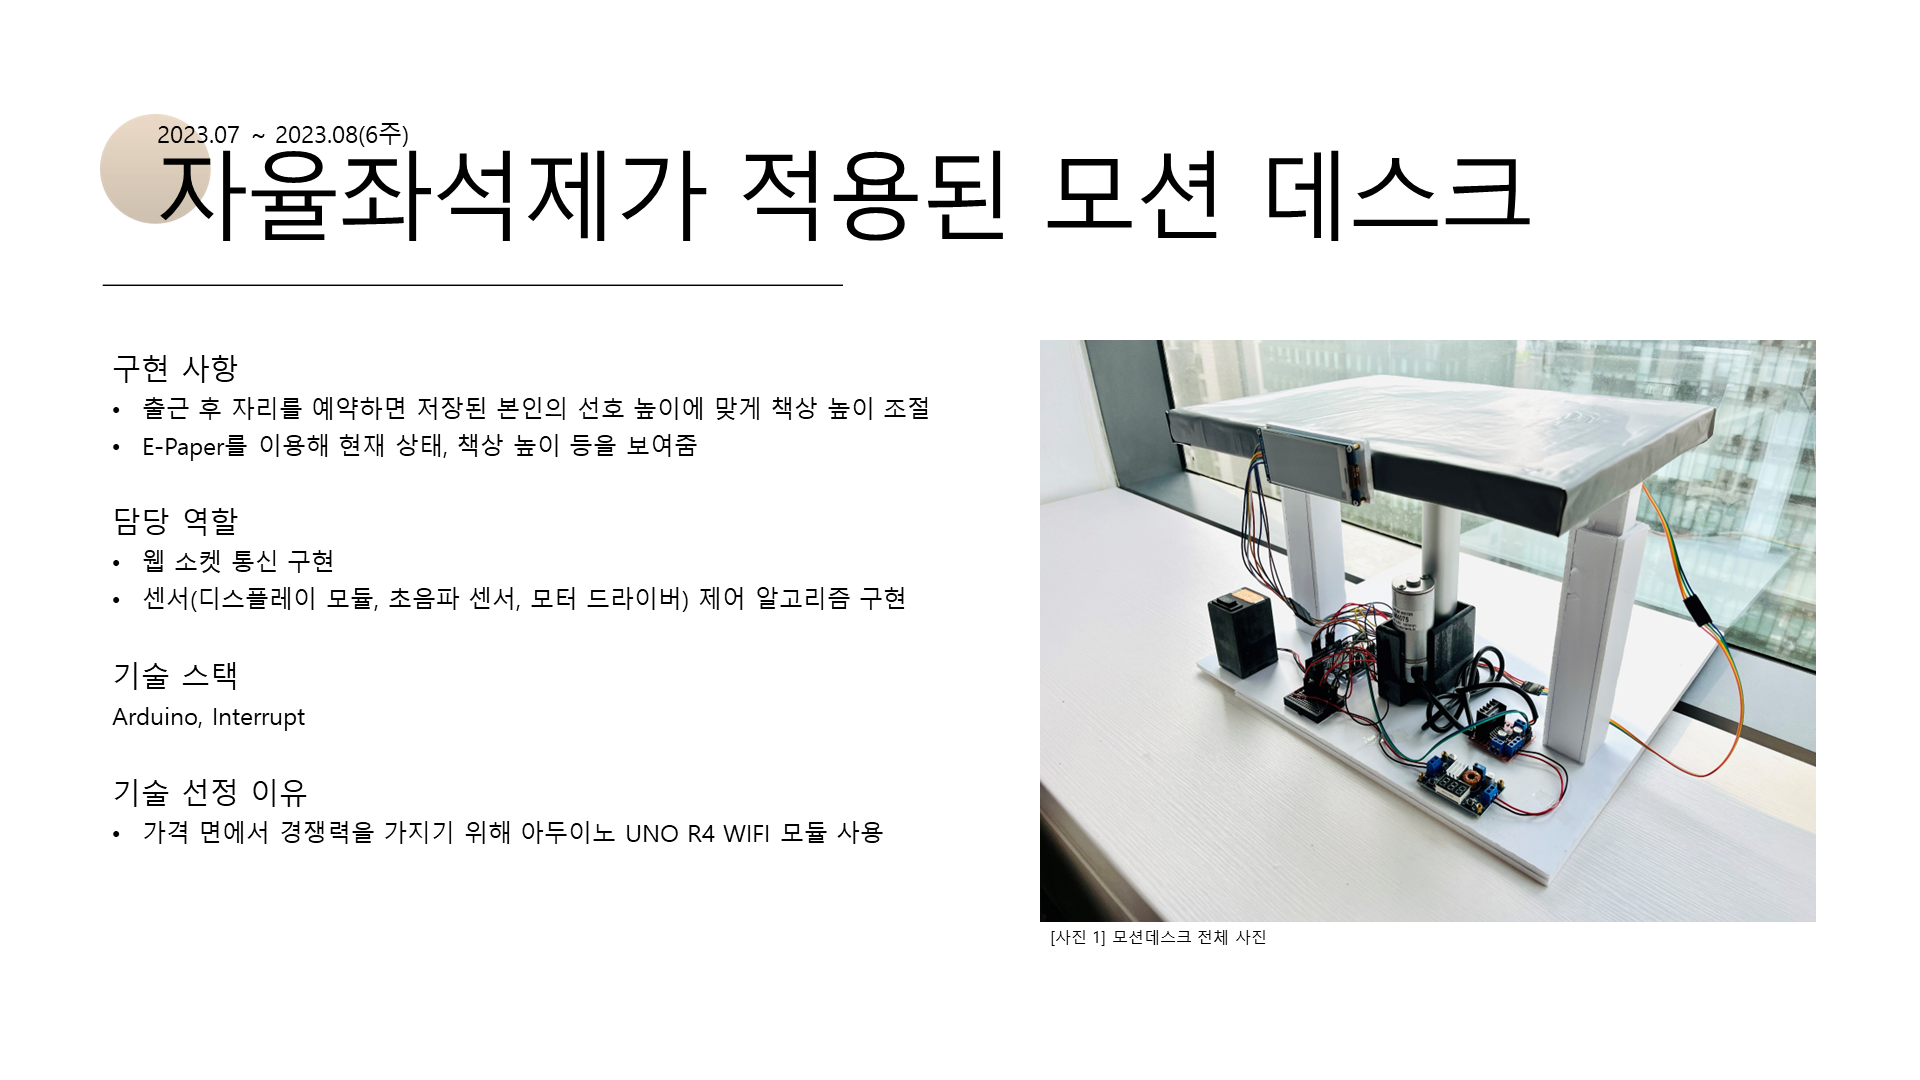 2023.07 ~ 2023.08(6주)
자율좌석제가 적용된 모션 데스크
구현 사항
• 출근 후 자리를 예약하면 저장된 본인의 선호 높이에 맞게 책상 높이 조절
• E-Paper를 이용해 현재 상태, 책상 높이 등을 보여줌
담당 역할
• 웹 소켓 통신 구현
• 센서(디스플레이 모듈, 초음파 센서, 모터 드라이버) 제어 알고리즘 구현
기술 스택
Arduino, Interrupt
기술 선정 이유
• 가격 면에서 경쟁력을 가지기 위해 아두이노 UNO R4 WIFI 모듈 사용
[사진 1] 모션데스크 전체 사진